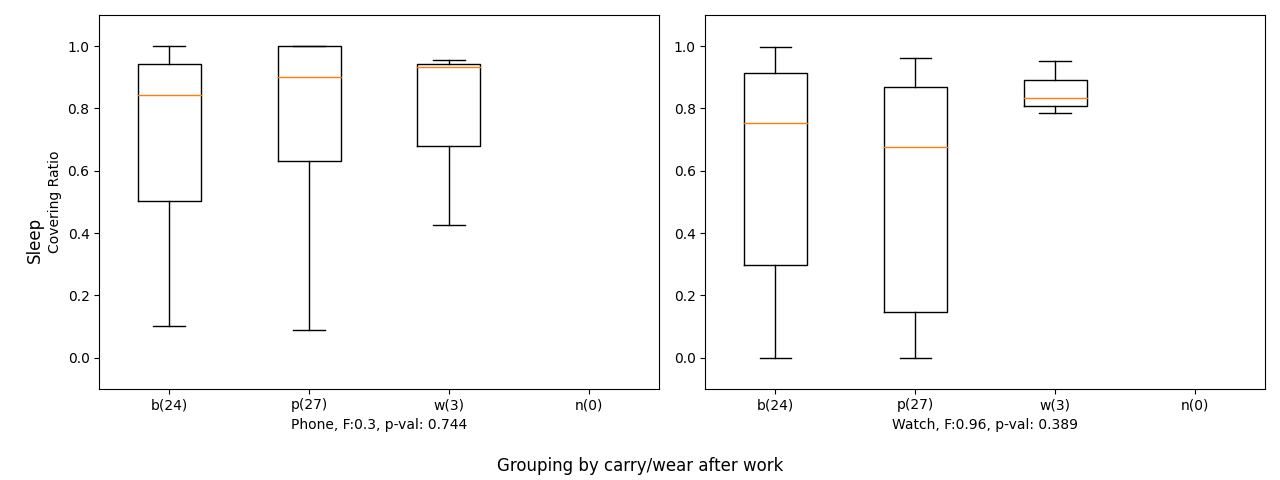 1.0
0.8
0.6
0.4
0.2
0.0
Sleep
Covering Ratio
b(24) p(27) w(3) n(0)
Phone, F:0.3, p-val: 0.744
1.0
0.8
0.6
0.4
0.2
0.0
b(24) p(27) w(3) n(0)
Watch, F:0.96, p-val: 0.389
Grouping by carry/wear after work